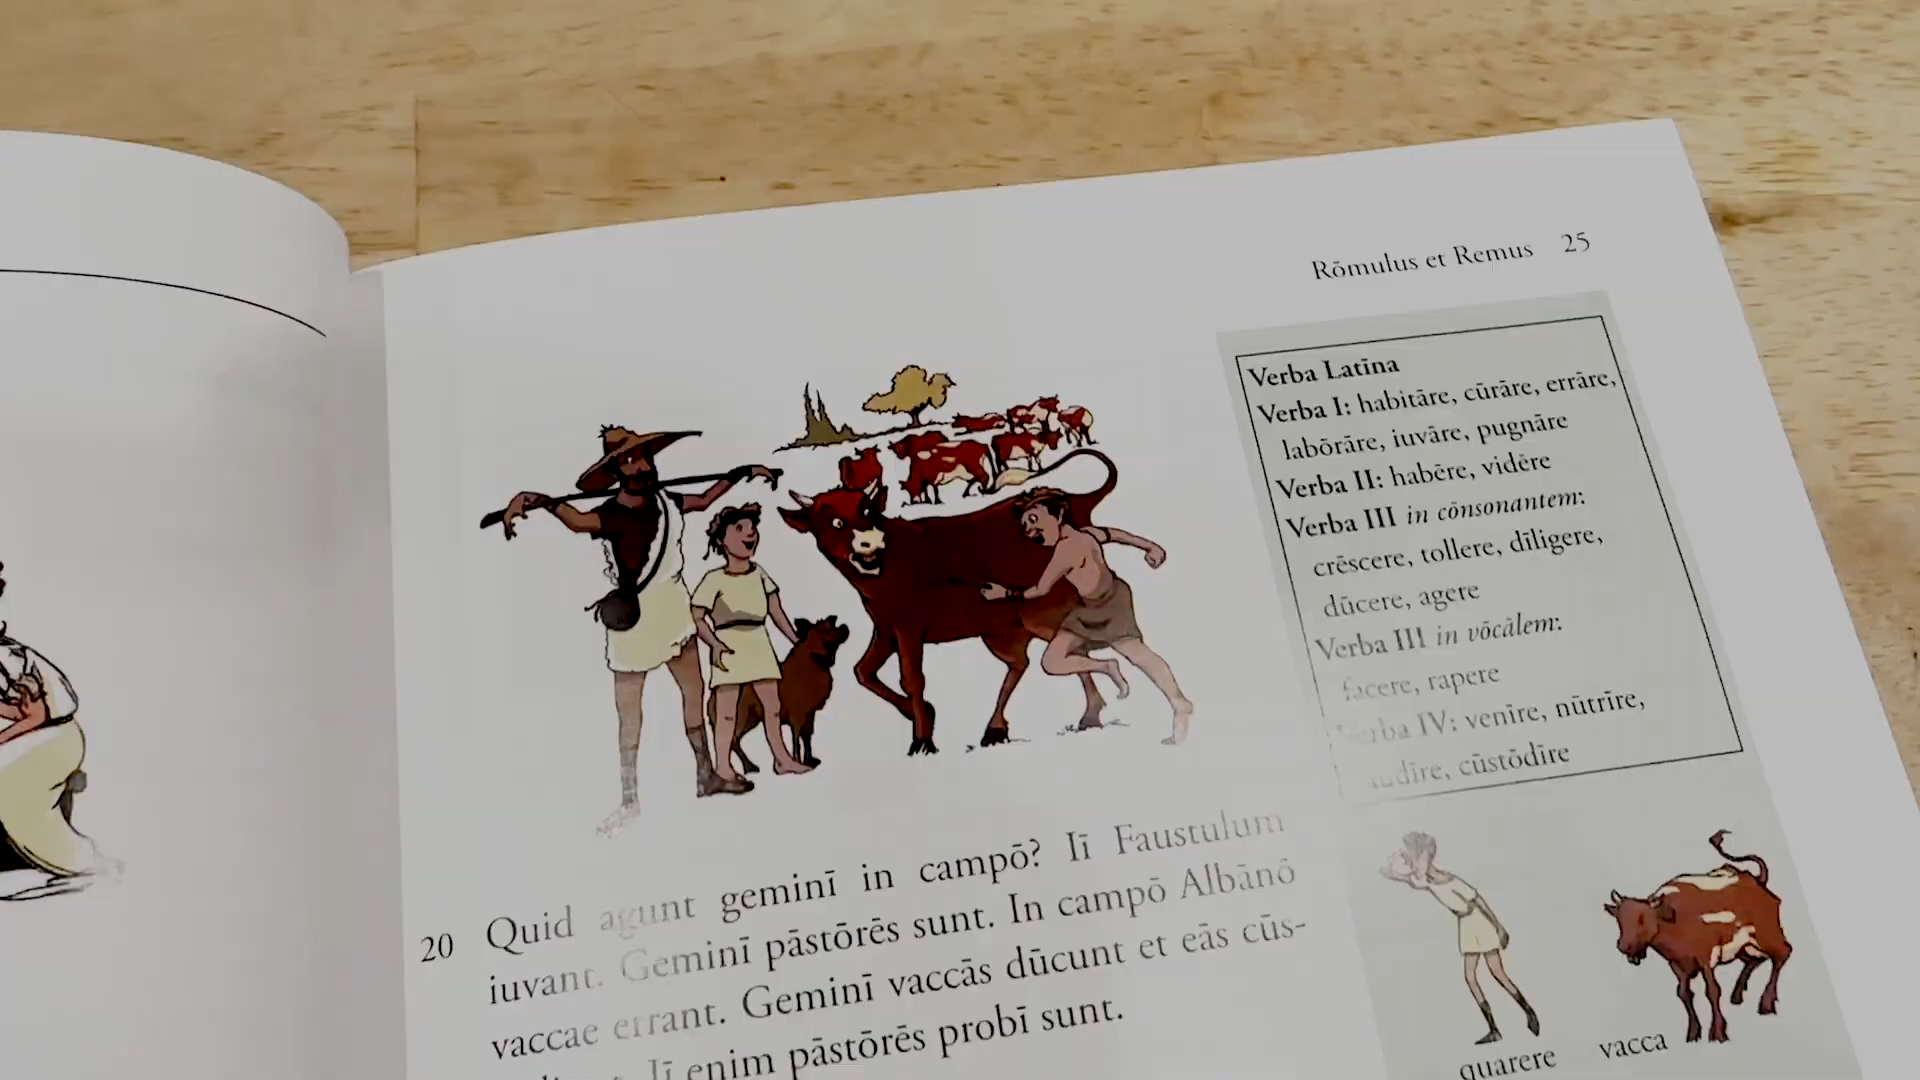 Rōmulus et Remus 25
Verba Latīna
Verba I: habitāre, cūrāre, errāre,
labōrāre, iuvāre, pugnāre
Verba II: habēre, vidēre
Verba III in cōnsonantem:
crēscere, tollere, dīligere,
dūcere, agere
Verba III in vōcālem:
facere, rapere
Verba IV: venīre, nūtrīre,
cūstōdīre
quarere
vacca
Quid agunt geminī in campō? Iī Faustulum
20 iuvant. Geminī pāstōrēs sunt. In campō Albānō
vaccae errant. Geminī vaccās dūcunt et eās cūs-
Iī enim pāstōrēs probī sunt.